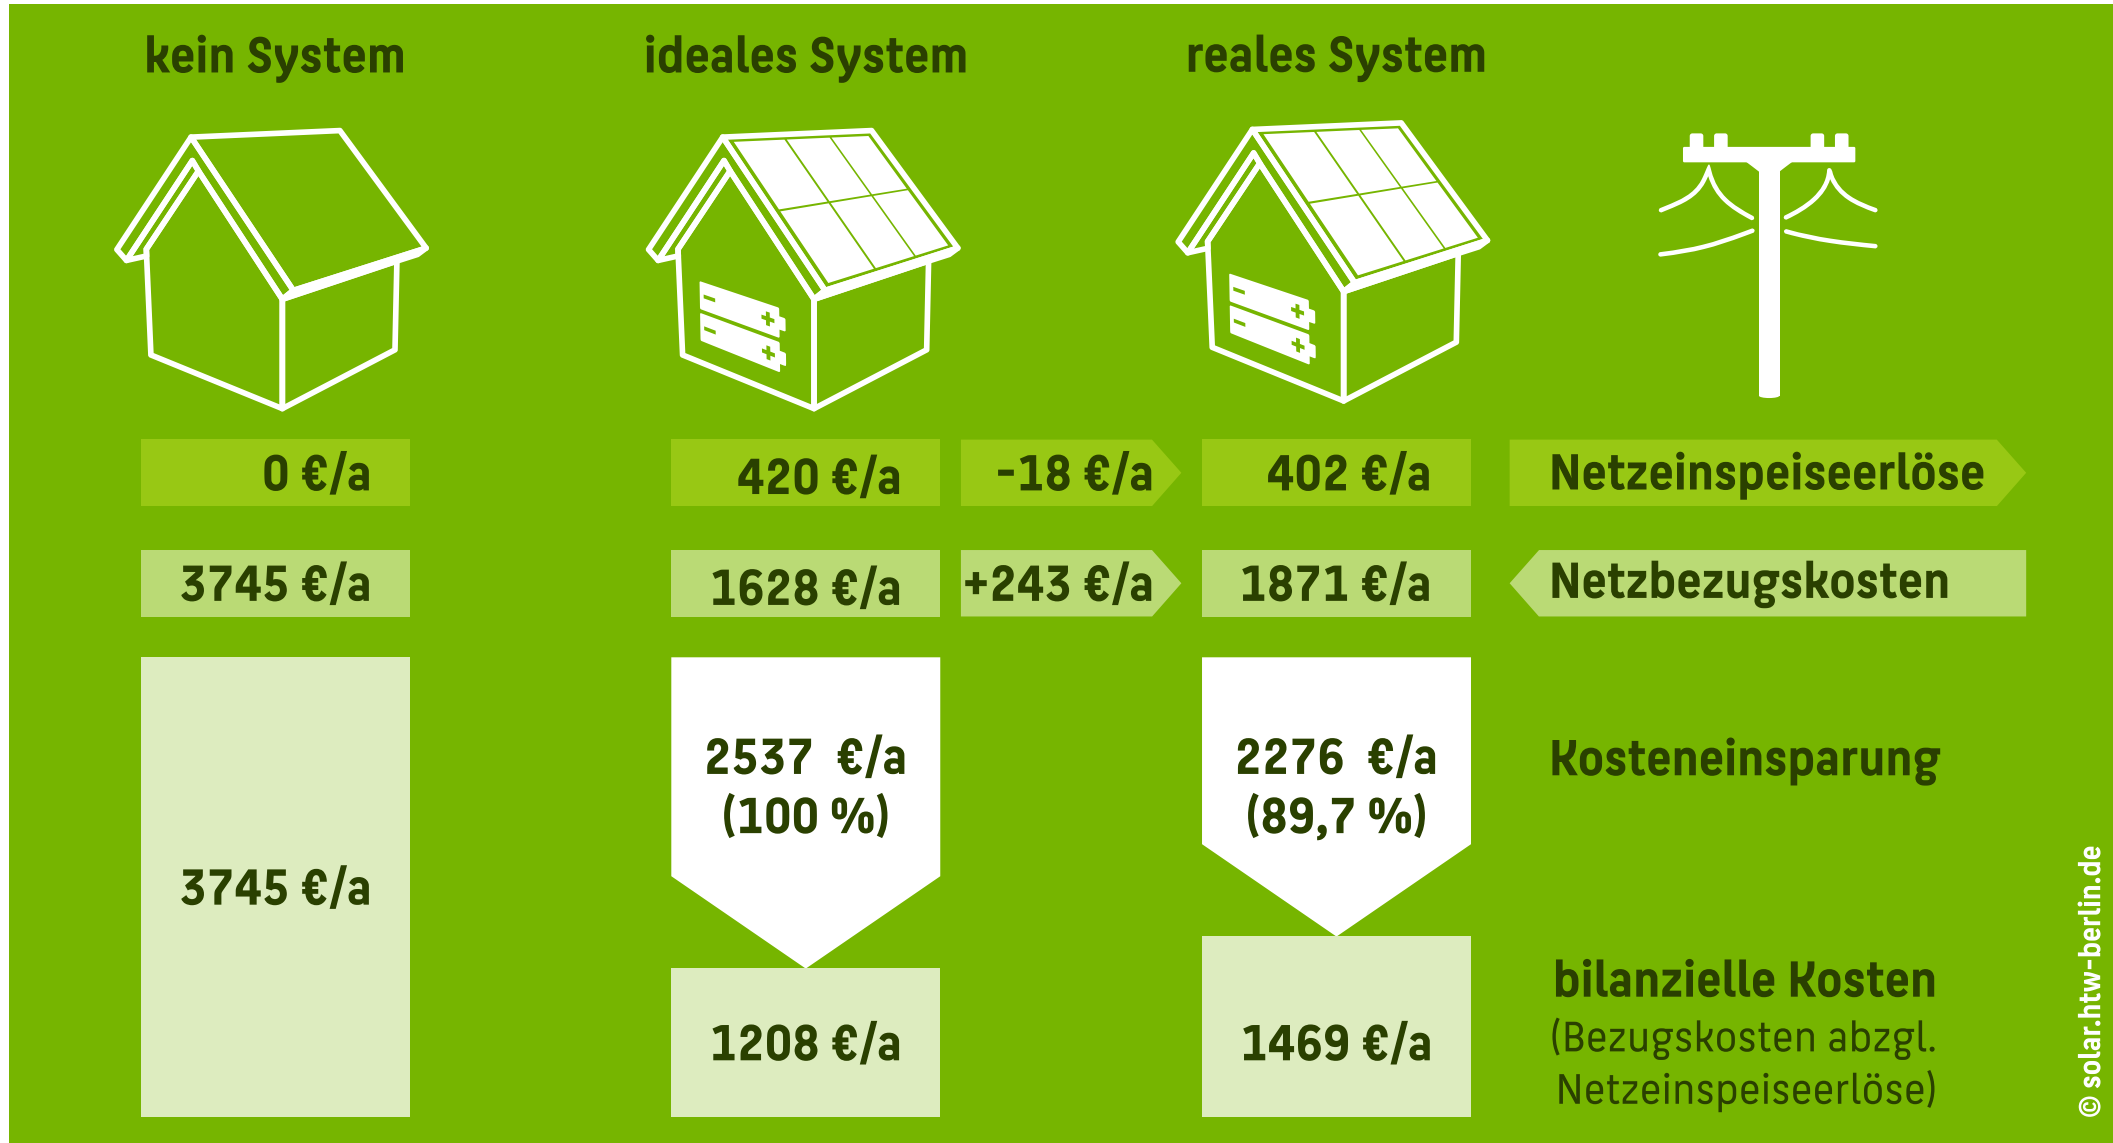 kein System
ideales System
reales System
0 €/a
420 €/a
-18 €/a
402 €/a
Netzeinspeiseerlöse
3745 €/a
1628 €/a
+243 €/a
1871 €/a
Netzbezugskosten
3745 €/a
2537 €/a
(100 %)
2276 €/a
(89,7 %)
Kosteneinsparung
1208 €/a
1469 €/a
bilanzielle Kosten
(Bezugskosten abzgl.
Netzeinspeiseerlöse)
© solar.htw-berlin.de